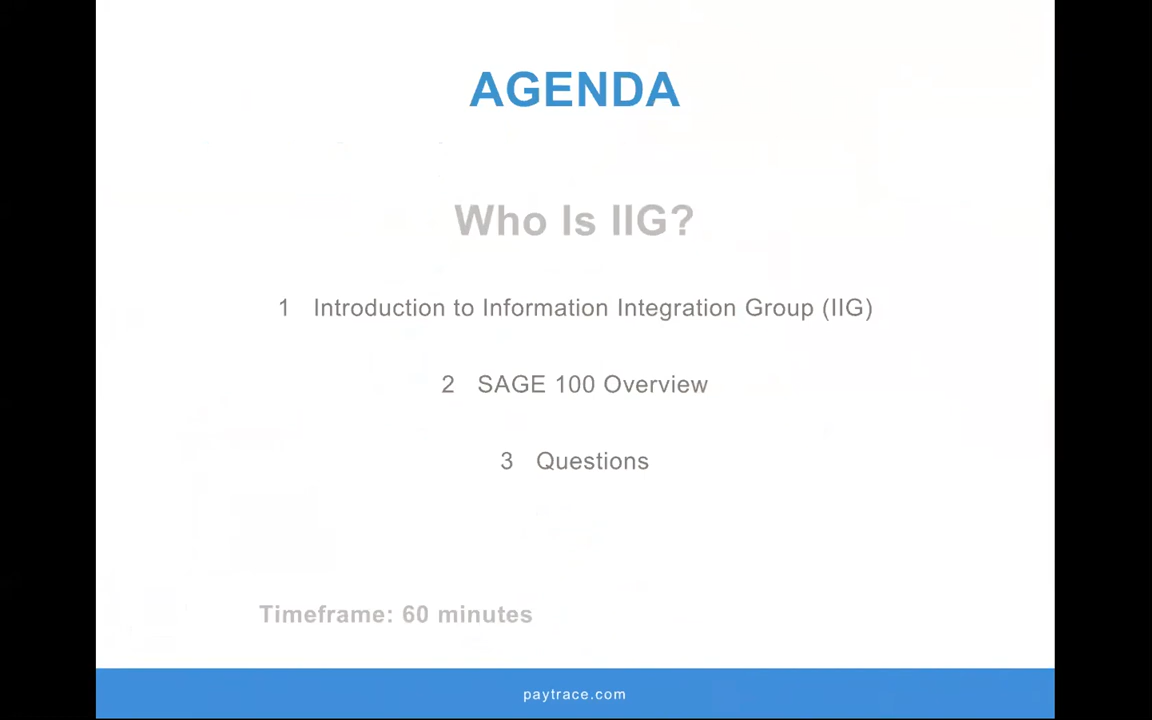 AGENDA
Who Is IIG?
1 Introduction to Information Integration Group (IIG)
2 SAGE 100 Overview
3 Questions
Timeframe: 60 minutes
paytrace.com